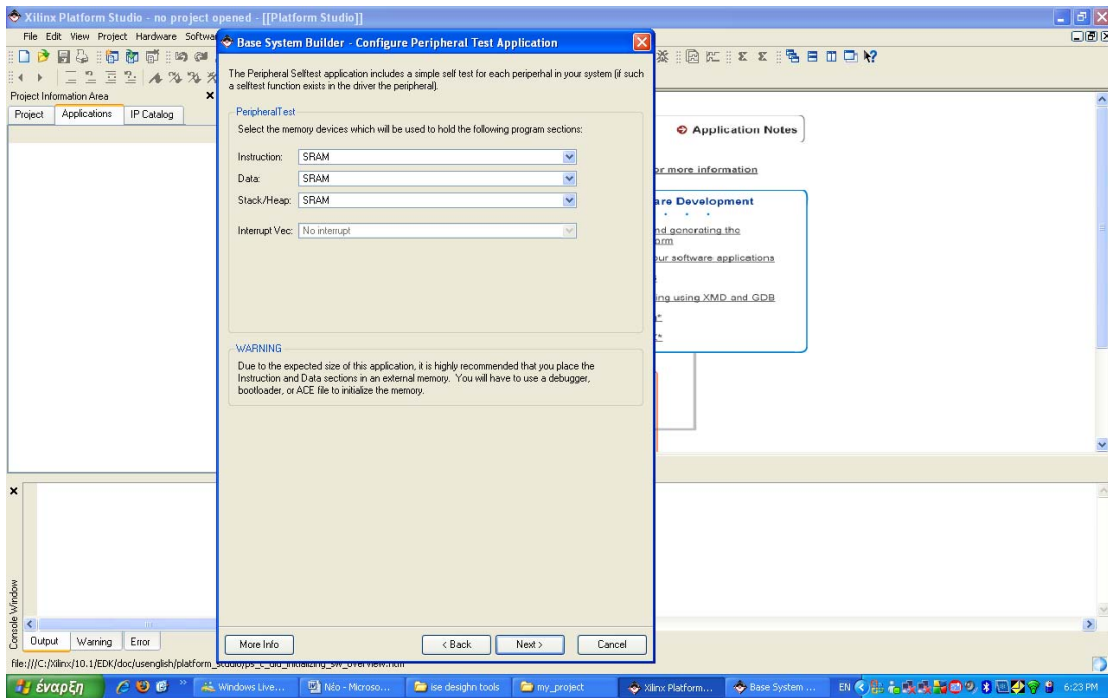 Xilinx Platform Studio - no project opened - [[Platform Studio]]
File Edit View Project Hardware Softwa
Project Information Area
Project Applications IP Catalog
Base System Builder - Configure Peripheral Test Application
The Peripheral Selftest application includes a simple self test for each periperhal in your system (if such
a selftest function exists in the driver the peripheral).
PeripheralTest
Select the memory devices which will be used to hold the following program sections:
Instruction: SRAM
Data: SRAM
Stack/Heap: SRAM
Interrupt Vec: No interrupt
WARNING
Due to the expected size of this application, it is highly recommended that you place the
Instruction and Data sections in an external memory. You will have to use a debugger,
bootloader, or ACE file to initialize the memory.
More Info < Back Next > Cancel
Application Notes
or more information
are Development
nd generating the
orm
our software applications
ing using XMD and GDB
Console Window
Output Warning Error
έναρξη Windows Live... Νέο - Microso... ise desighn tools my_project Xilinx Platform... Base System ... EN 6:23 PM